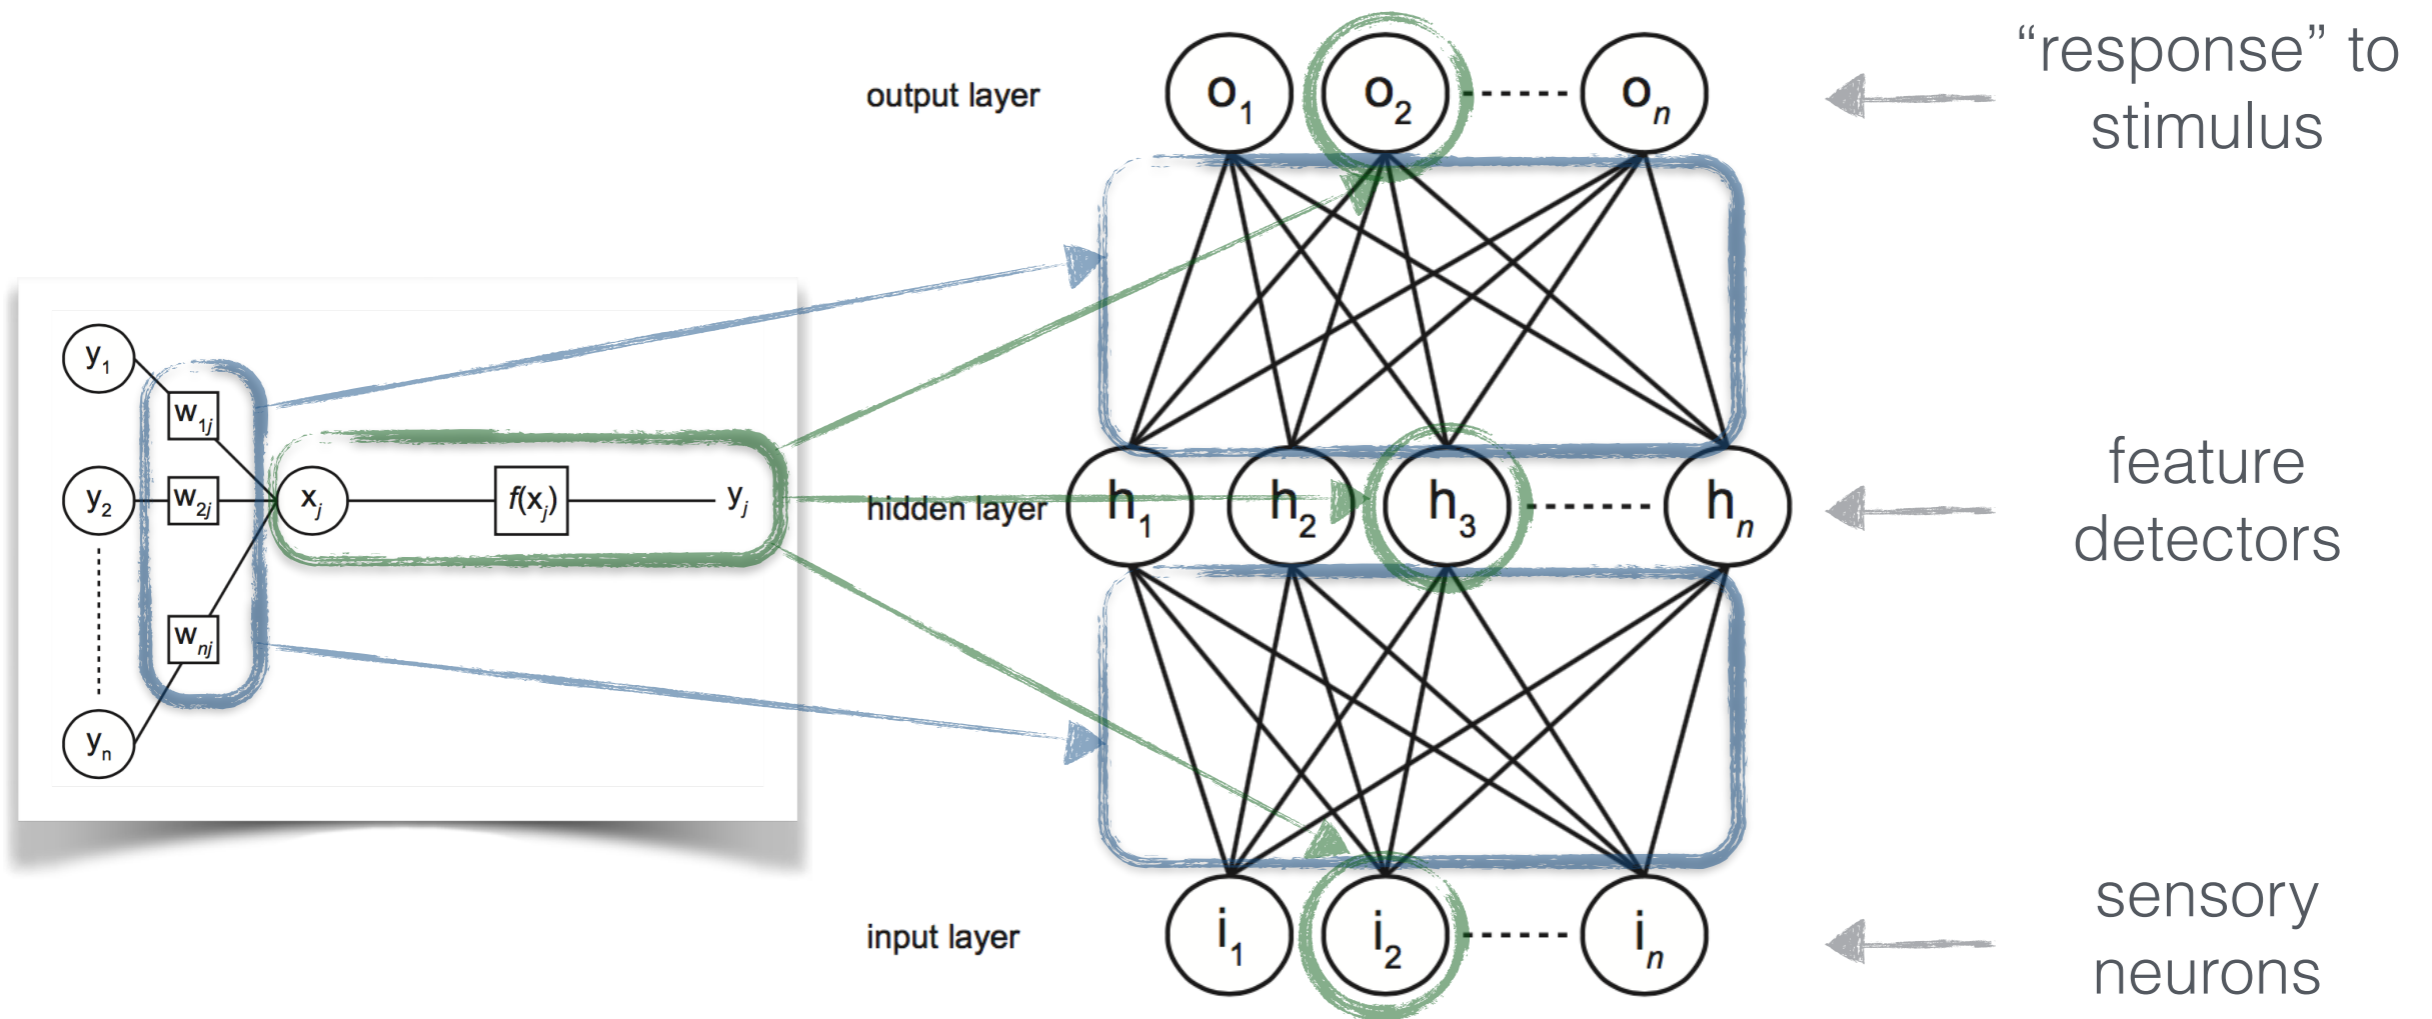 output layer
o1
o2
on
“response” to
stimulus
y1
w1j
y2
w2j
xj
f(xj)
yj
wnj
yn
hidden layer
h1
h2
h3
hn
feature
detectors
input layer
i1
i2
in
sensory
neurons